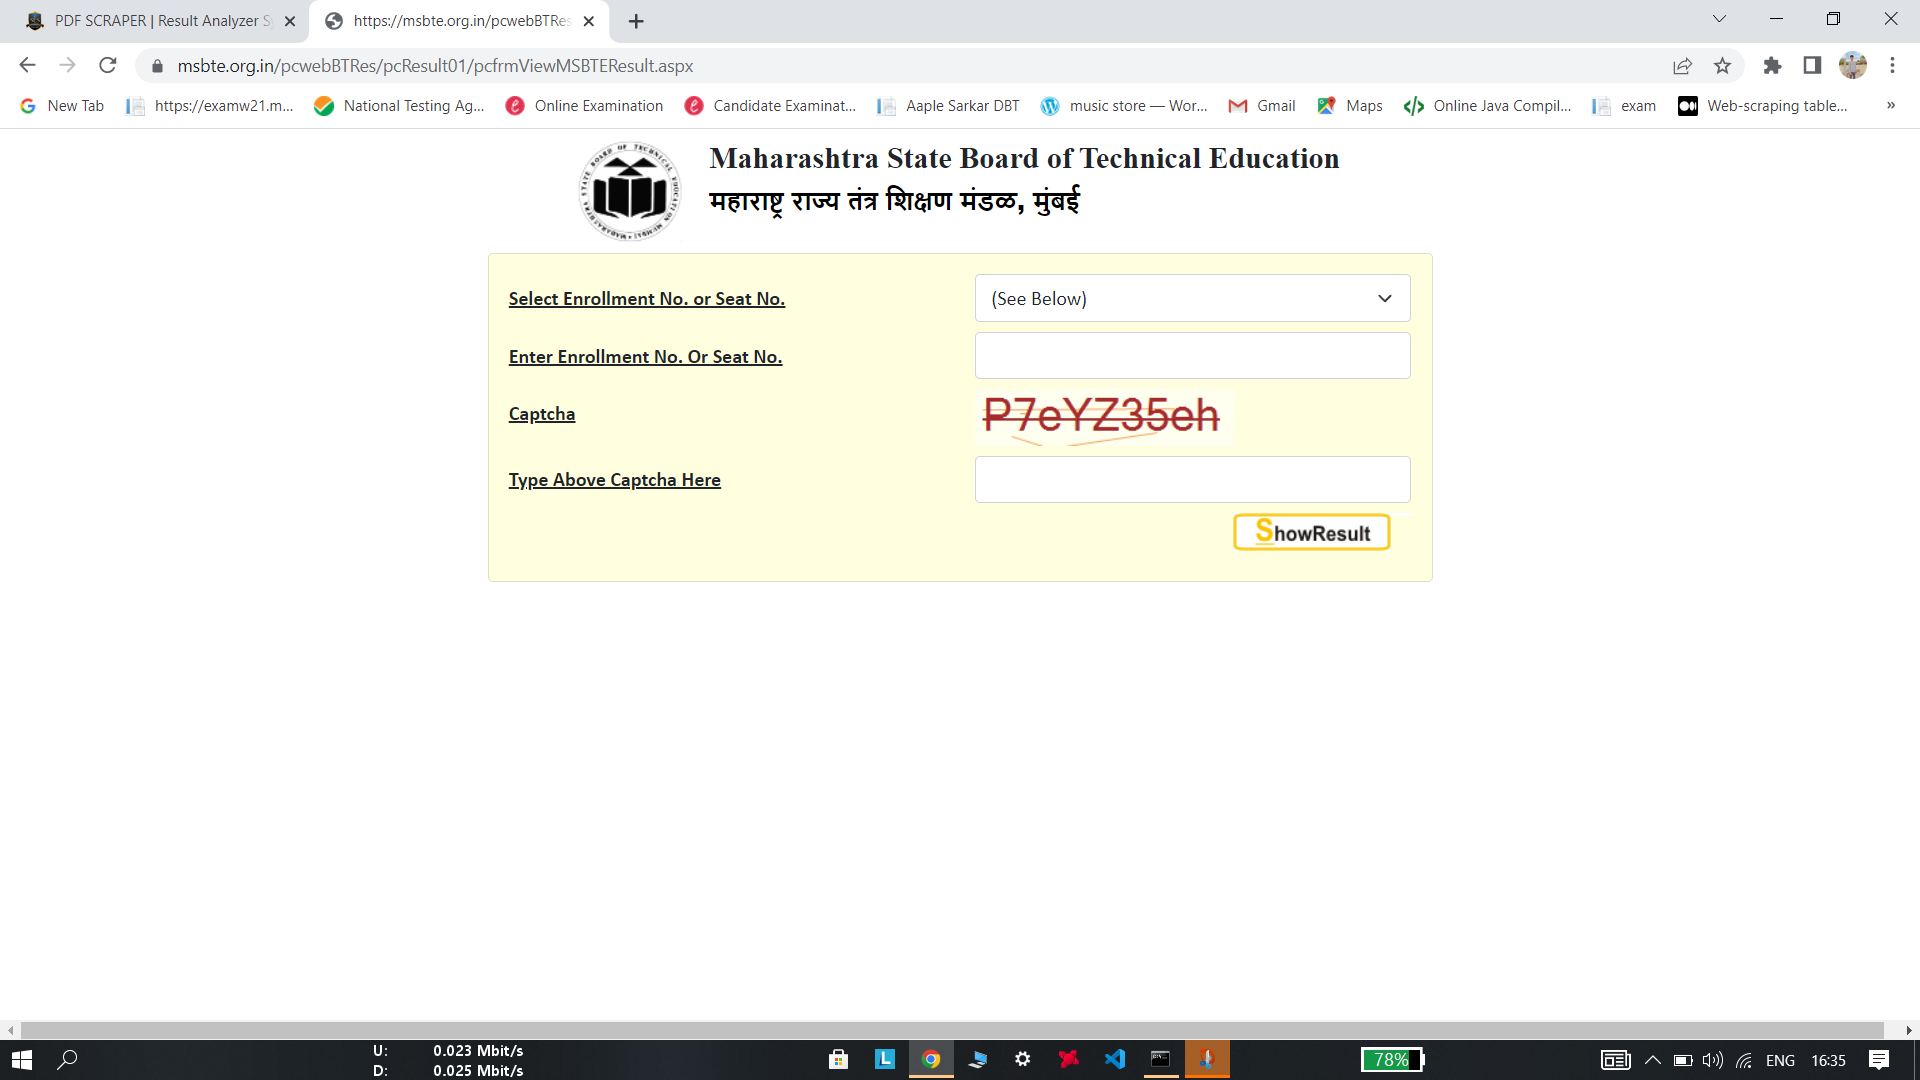 PDF SCRAPER | Result Analyzer S
https://msbte.org.in/pcwebBTRes
msbte.org.in/pcwebBTRes/pcResult01/pcfrmViewMSBTEResult.aspx
New Tab https://examw21.m... National Testing Ag... Online Examination Candidate Examinat... Aaple Sarkar DBT music store — Wor... Gmail Maps Online Java Compil... exam Web-scraping table... »
Maharashtra State Board of Technical Education
महाराष्ट्र राज्य तंत्र शिक्षण मंडळ, मुंबई
Select Enrollment No. or Seat No. (See Below)
Enter Enrollment No. Or Seat No.
Captcha P7eYZ35eh
Type Above Captcha Here
ShowResult
U: 0.023 Mbit/s
D: 0.025 Mbit/s
78% ENG 16:35